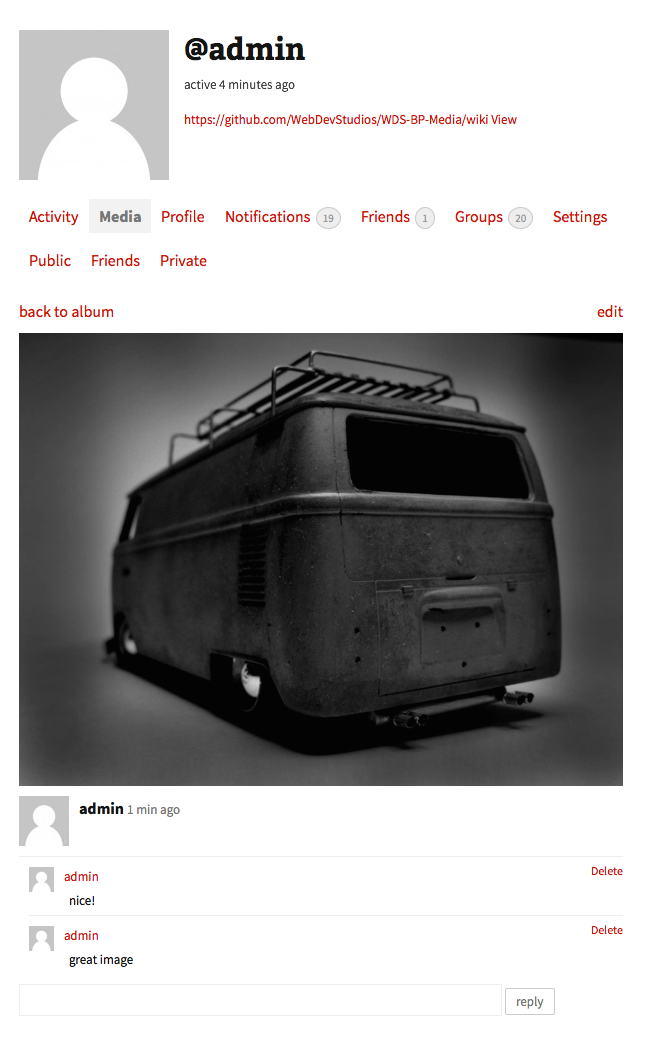 @admin
active 4 minutes ago
https://github.com/WebDevStudios/WDS-BP-Media/wiki View
Activity Media Profile Notifications 19 Friends 1 Groups 20 Settings
Public Friends Private
back to album edit
admin 1 min ago
admin Delete
nice!
admin Delete
great image
reply